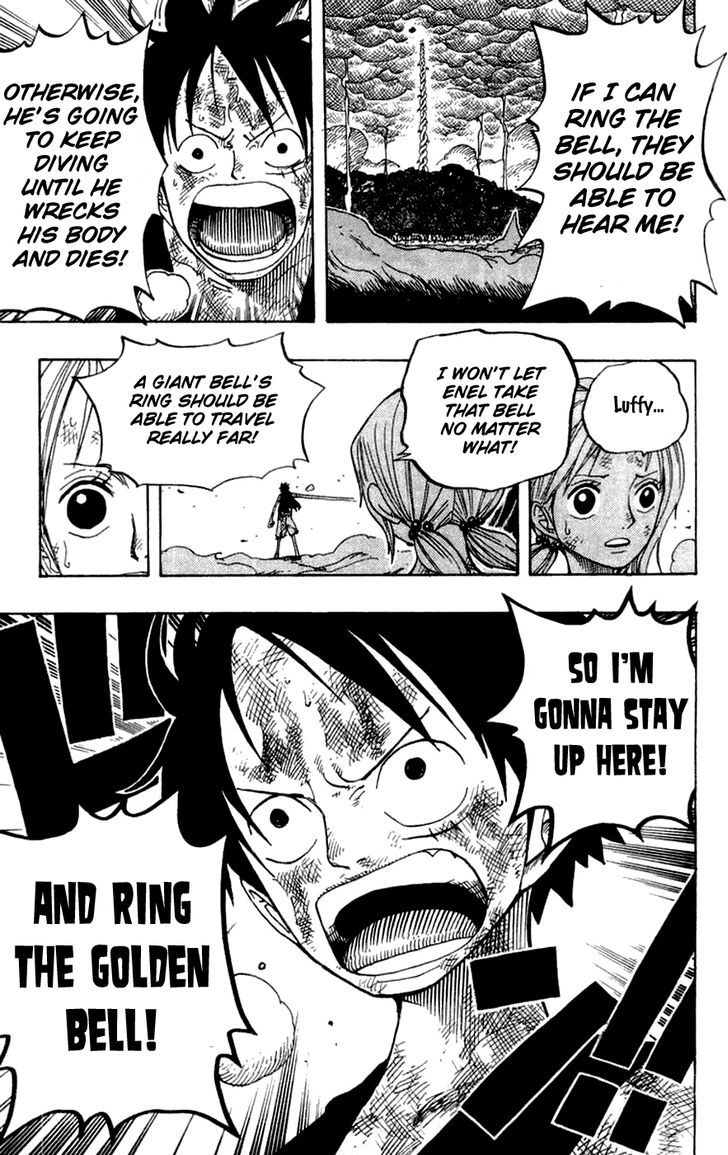 IF I CAN
RING THE
BELL, THEY
SHOULD BE
ABLE TO
HEAR ME!
OTHERWISE,
HE'S GOING
TO KEEP
DIVING
UNTIL HE
WRECKS
HIS BODY
AND DIES!
Luffy...
I WON'T LET
ENEL TAKE
THAT BELL
NO MATTER
WHAT!
A GIANT BELL'S
RING SHOULD BE
ABLE TO TRAVEL
REALLY FAR!
SO I'M
GONNA STAY
UP HERE!
AND RING
THE GOLDEN
BELL!